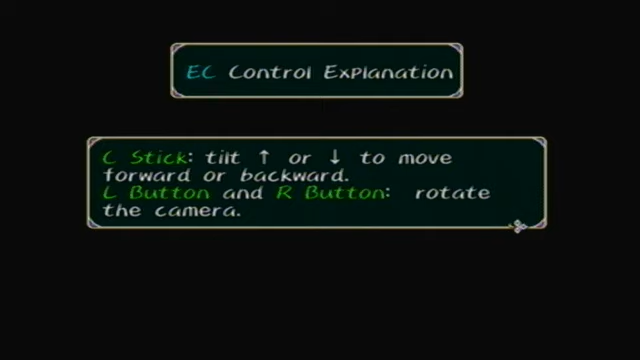 EC Control Explanation
C Stick: tilt ↑ or ↓ to move
forward or backward.
L Button and R Button: rotate
the camera.